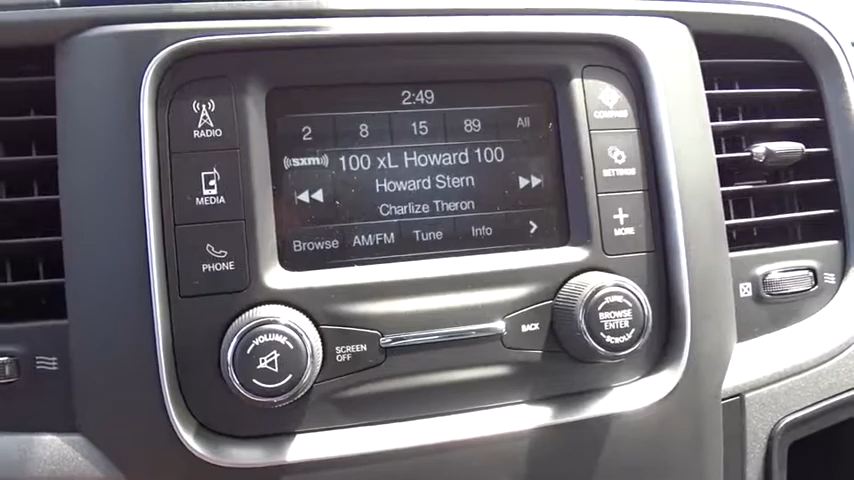 2:49
2 8 15 89 All
((sxm)) 100 xL Howard 100
Howard Stern
Charlize Theron
Browse AM/FM Tune Info
RADIO
MEDIA
PHONE
COMPASS
SETTINGS
MORE
VOLUME
SCREEN
OFF
BACK
TUNE
BROWSE
ENTER
SCROLL